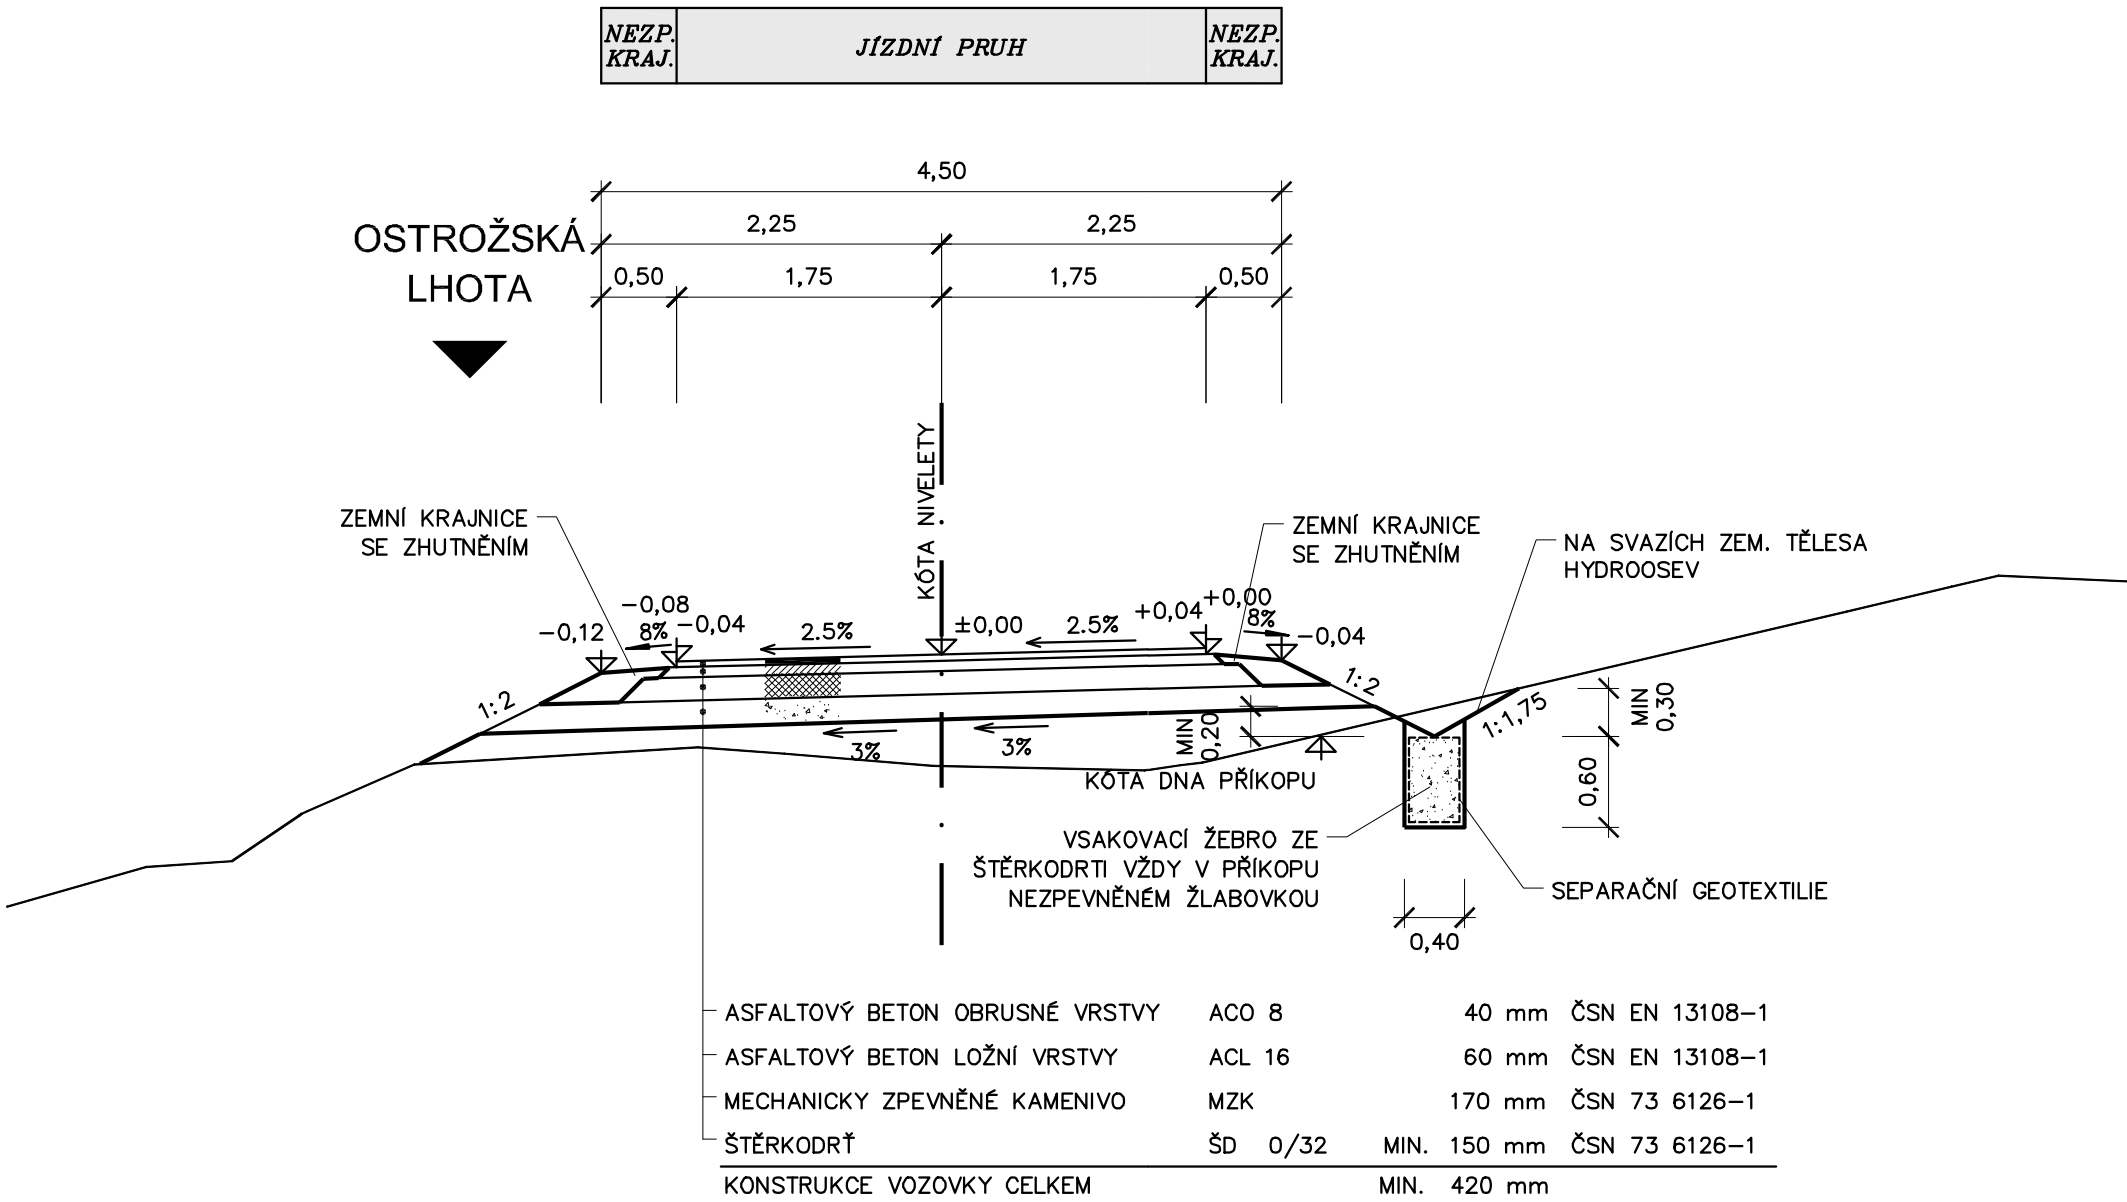 NEZP.
KRAJ.
JÍZDNÍ PRUH
NEZP.
KRAJ.
4,50
OSTROŽSKÁ
LHOTA
2,25
2,25
0,50
1,75
1,75
0,50
KÓTA NIVELETY
ZEMNÍ KRAJNICE
SE ZHUTNĚNÍM
ZEMNÍ KRAJNICE
SE ZHUTNĚNÍM
NA SVAZÍCH ZEM. TĚLESA
HYDROOSEV
-0,12
-0,08
8%
-0,04
2.5%
±0,00
2.5%
+0,04
+0,00
8%
-0,04
1:2
1:2
1:1,75
MIN
0,30
MIN
0,20
3%
3%
KÓTA DNA PŘÍKOPU
0,60
VSAKOVACÍ ŽEBRO ZE
ŠTĚRKODRTI VŽDY V PŘÍKOPU
NEZPEVNĚNÉM ŽLABOVKOU
SEPARAČNÍ GEOTEXTILIE
0,40
ASFALTOVÝ BETON OBRUSNÉ VRSTVY ACO 8 40 mm ČSN EN 13108-1
ASFALTOVÝ BETON LOŽNÍ VRSTVY ACL 16 60 mm ČSN EN 13108-1
MECHANICKY ZPEVNĚNÉ KAMENIVO MZK 170 mm ČSN 73 6126-1
ŠTĚRKODRŤ ŠD 0/32 MIN. 150 mm ČSN 73 6126-1
KONSTRUKCE VOZOVKY CELKEM MIN. 420 mm